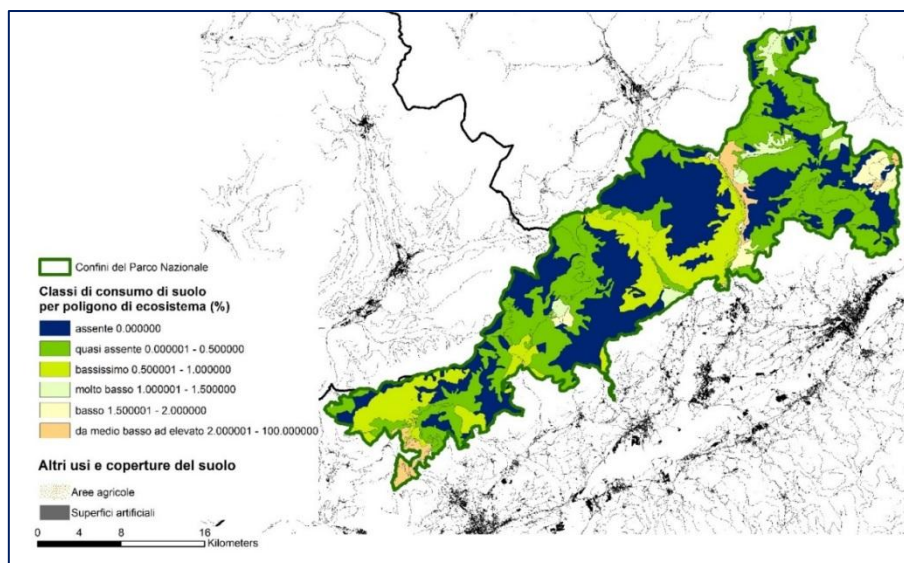 Confini del Parco Nazionale
Classi di consumo di suolo
per poligono di ecosistema (%)
assente 0.000000
quasi assente 0.000001 - 0.500000
bassissimo 0.500001 - 1.000000
molto basso 1.000001 - 1.500000
basso 1.500001 - 2.000000
da medio basso ad elevato 2.000001 - 100.000000
Altri usi e coperture del suolo
Aree agricole
Superfici artificiali
0 4 8 16
Kilometers